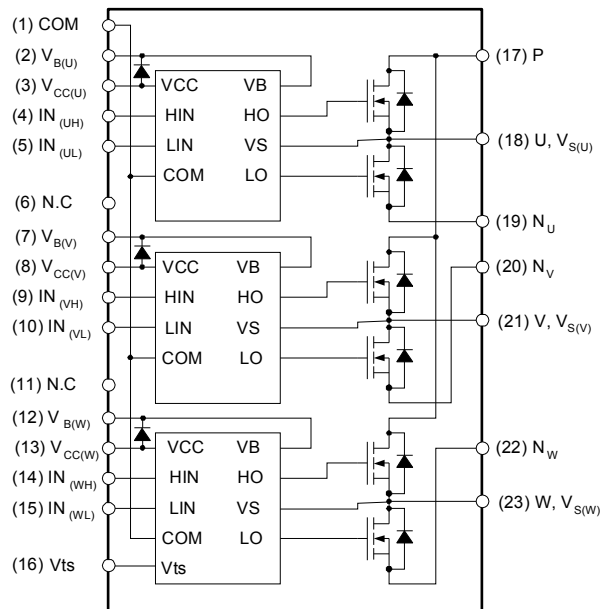 (1) COM
(2) VB(U)
(3) VCC(U)
(4) IN(UH)
(5) IN(UL)
(6) N.C
(7) VB(V)
(8) VCC(V)
(9) IN(VH)
(10) IN(VL)
(11) N.C
(12) VB(W)
(13) VCC(W)
(14) IN(WH)
(15) IN(WL)
(16) Vts
VCC VB
HIN HO
LIN VS
COM LO
VCC VB
HIN HO
LIN VS
COM LO
VCC VB
HIN HO
LIN VS
COM LO
Vts
(17) P
(18) U, VS(U)
(19) NU
(20) NV
(21) V, VS(V)
(22) NW
(23) W, VS(W)